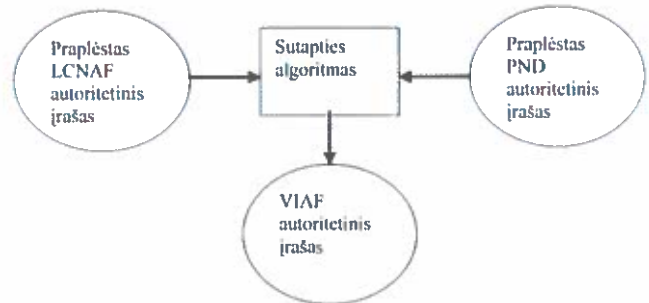 Praplėstas
LCNAF
autoritetinis
įrašas
Sutapties
algoritmas
Praplėstas
PND
autoritetinis
įrašas
VIAF
autoritetinis
įrašas